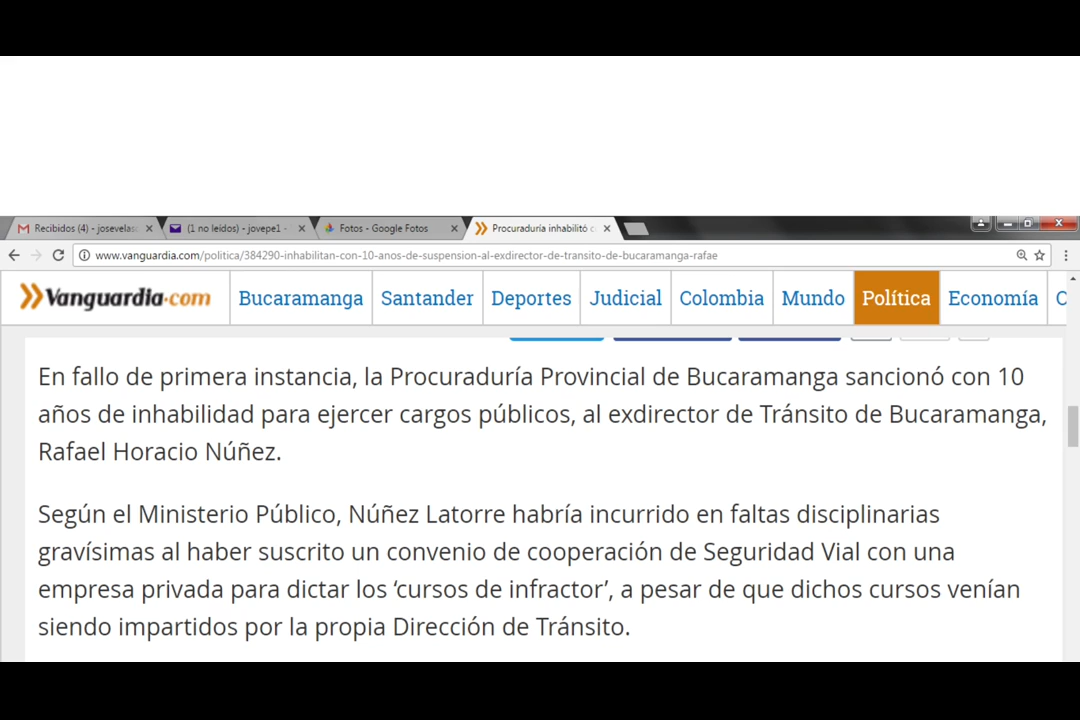 Recibidos (4) - josevelas
(1 no leídos) - jovepe1 -
Fotos - Google Fotos
Procuraduría inhabilitó
www.vanguardia.com/politica/384290-inhabilitan-con-10-anos-de-suspension-al-exdirector-de-transito-de-bucaramanga-rafae
Vanguardia.com
Bucaramanga
Santander
Deportes
Judicial
Colombia
Mundo
Política
Economía
En fallo de primera instancia, la Procuraduría Provincial de Bucaramanga sancionó con 10
años de inhabilidad para ejercer cargos públicos, al exdirector de Tránsito de Bucaramanga,
Rafael Horacio Núñez.
Según el Ministerio Público, Núñez Latorre habría incurrido en faltas disciplinarias
gravísimas al haber suscrito un convenio de cooperación de Seguridad Vial con una
empresa privada para dictar los ‘cursos de infractor’, a pesar de que dichos cursos venían
siendo impartidos por la propia Dirección de Tránsito.